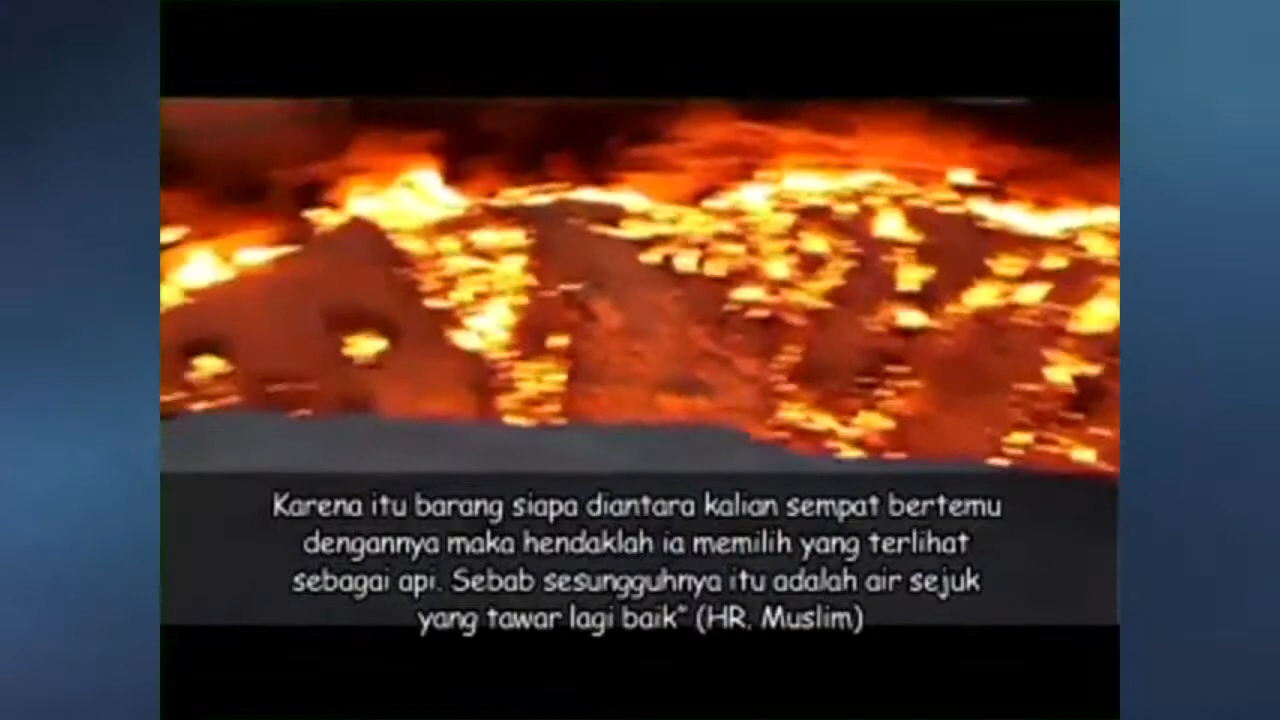 Karena itu barang siapa diantara kalian sempat bertemu
dengannya maka hendaklah ia memilih yang terlihat
sebagai api. Sebab sesungguhnya itu adalah air sejuk
yang tawar lagi baik" (HR. Muslim)